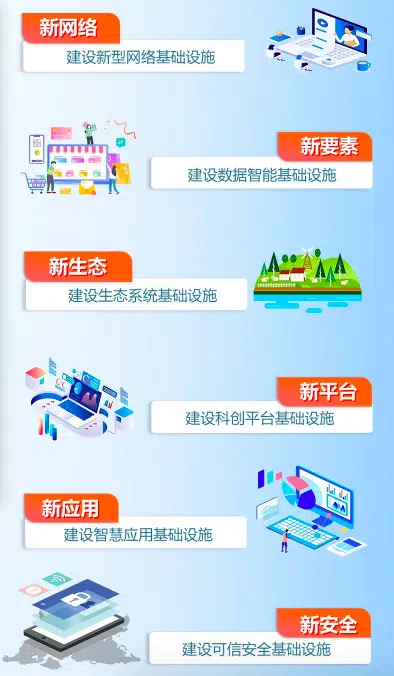 新网络
建设新型网络基础设施
新要素
建设数据智能基础设施
新生态
建设生态系统基础设施
新平台
建设科创平台基础设施
新应用
建设智慧应用基础设施
新安全
建设可信安全基础设施